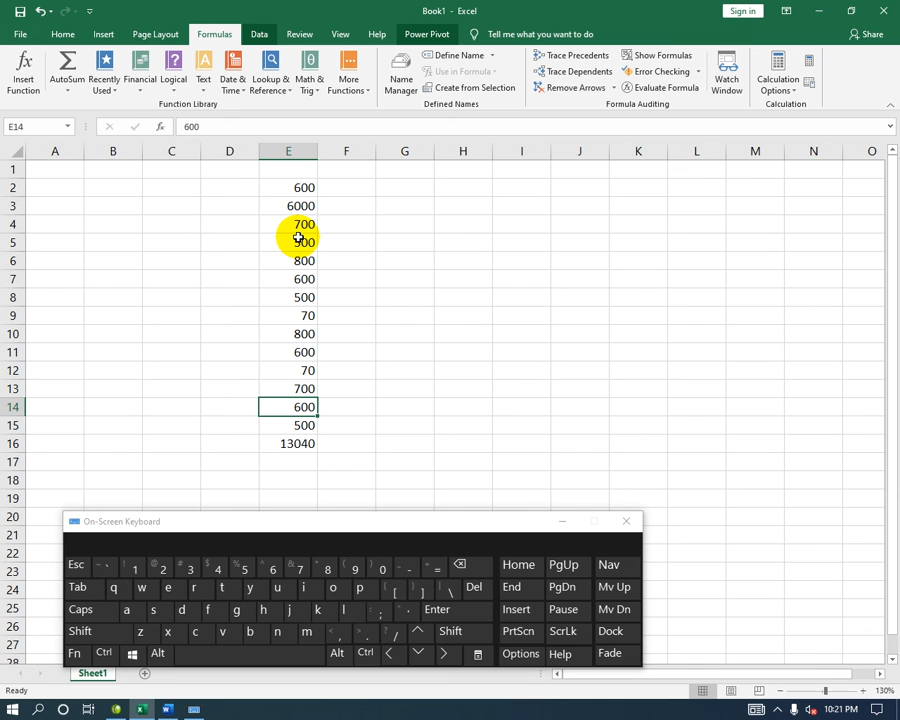 Book1 - Excel
Sign in
File Home Insert Page Layout Formulas Data Review View Help Power Pivot Tell me what you want to do Share
fx
Insert Function
AutoSum
Recently Used
Financial
Logical
Text
Date & Time
Lookup & Reference
Math & Trig
More Functions
Function Library
Name Manager
Define Name
Use in Formula
Create from Selection
Defined Names
Trace Precedents
Trace Dependents
Remove Arrows
Show Formulas
Error Checking
Evaluate Formula
Formula Auditing
Watch Window
Calculation Options
Calculation
E14 fx 600
A B C D E F G H I J K L M N O
1
2 600
3 6000
4 700
5 500
6 800
7 600
8 500
9 70
10 800
11 600
12 70
13 700
14 600
15 500
16 13040
17
18
19
20
21
22
23
24
25
26
27
28
On-Screen Keyboard
Esc ~ ` ! 1 @ 2 # 3 $ 4 % 5 ^ 6 & 7 * 8 ( 9 ) 0 _ - + = Home PgUp Nav
Tab q w e r t y u i o p { [ } ] | \ Del End PgDn Mv Up
Caps a s d f g h j k l : ; " ' Enter Insert Pause Mv Dn
Shift z x c v b n m < , > . ? / Shift PrtScn ScrLk Dock
Fn Ctrl Alt Alt Ctrl Options Help Fade
Sheet1
Ready 130%
10:21 PM